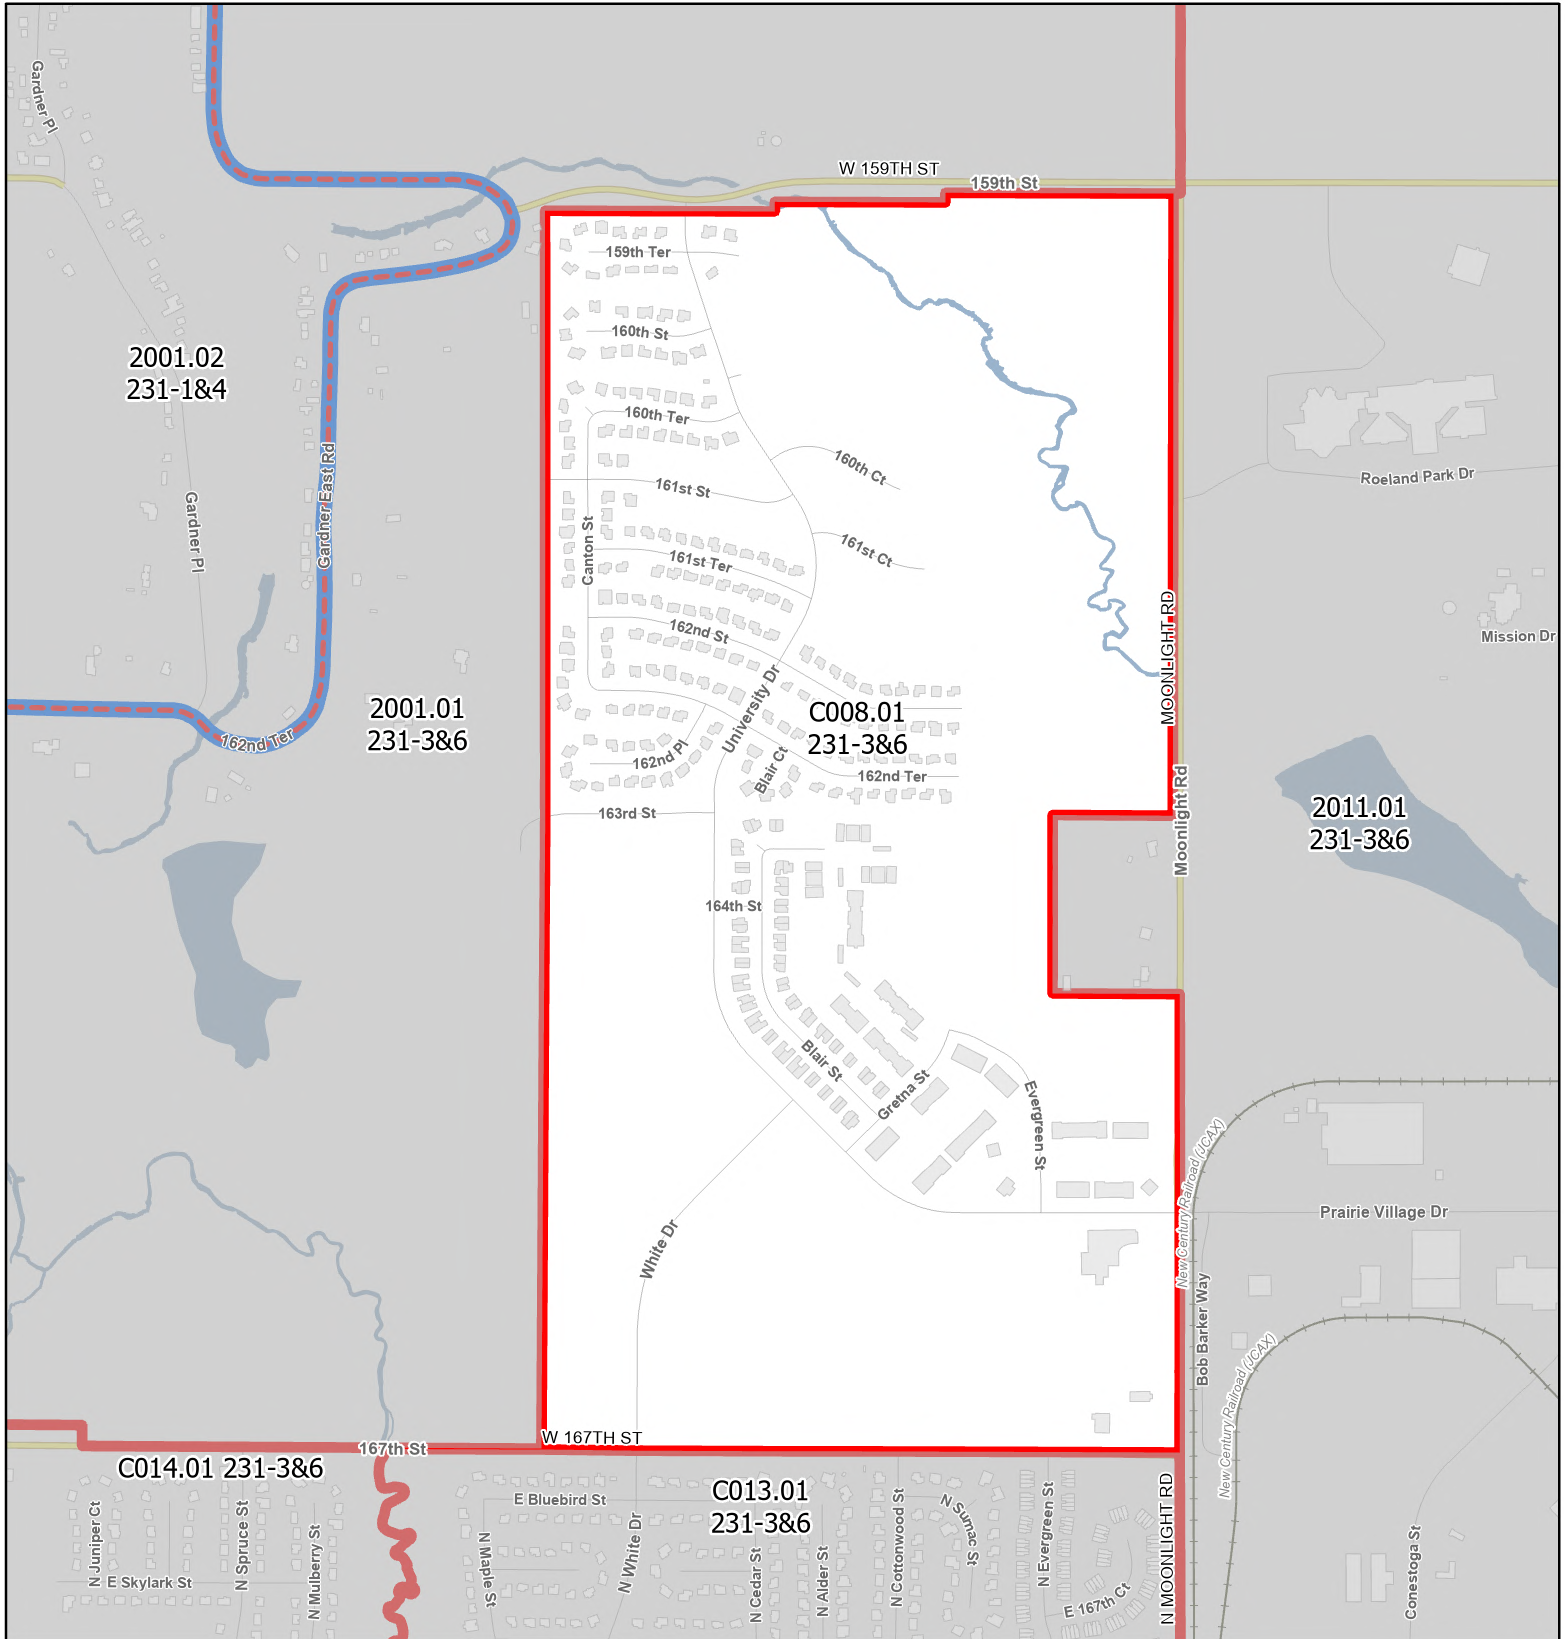 Gardner Pl
W 159TH ST
159th St
159th Ter
160th St
2001.02
231-1&4
160th Ter
160th Ct
Gardner East Rd
161st St
Roeland Park Dr
Gardner Pl
Canton St
161st Ct
161st Ter
MOONLIGHT RD
162nd St
Mission Dr
University Dr
2001.01
231-3&6
C008.01
231-3&6
162nd Ter
162nd Pl
Blair Ct
162nd Ter
Moonlight Rd
2011.01
231-3&6
163rd St
164th St
Blair St
Gretna St
Evergreen St
New Century Railroad (JCAX)
Prairie Village Dr
White Dr
Bob Barker Way
New Century Railroad (JCAX)
W 167TH ST
167th St
C014.01 231-3&6
C013.01
231-3&6
E Bluebird St
N Juniper Ct
N Spruce St
N Mulberry St
E Skylark St
N Maple St
N White Dr
N Cedar St
N Alder St
N Cottonwood St
N Sumac St
N Evergreen St
E 167th Ct
N MOONLIGHT RD
Conestoga St